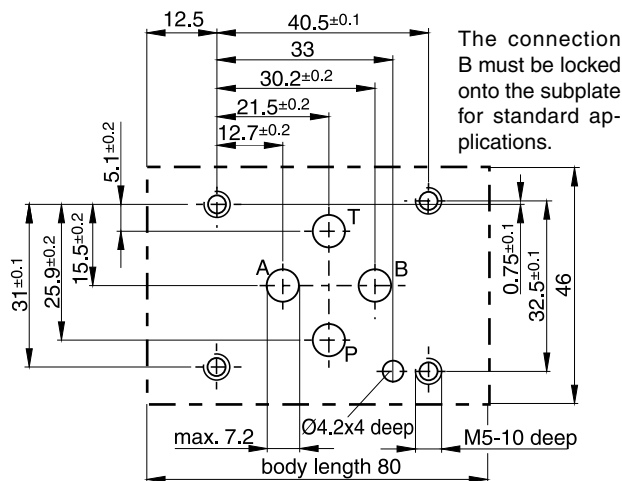 12.5
40.5±0.1
33
30.2±0.2
21.5±0.2
12.7±0.2
The connection
B must be locked
onto the subplate
for standard ap-
plications.
5.1±0.2
15.5±0.2
25.9±0.2
31±0.1
T
A
B
P
0.75±0.1
32.5±0.1
46
Ø4.2x4 deep
max. 7.2
M5-10 deep
body length 80